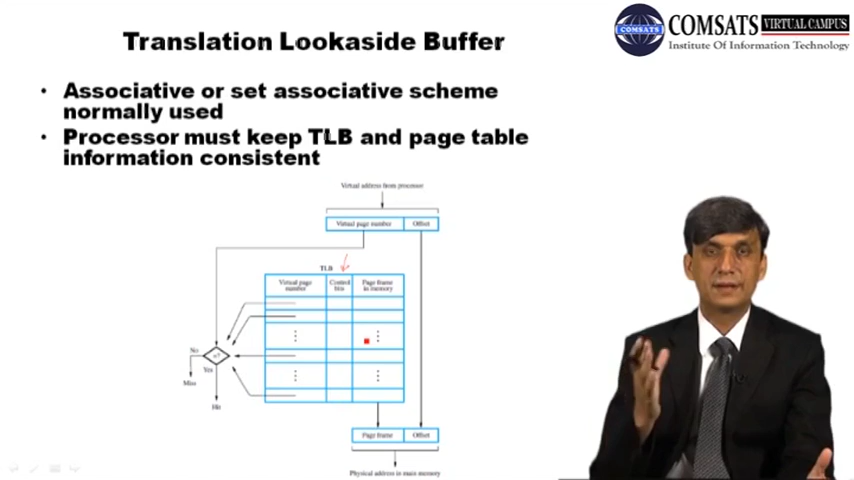 Translation Lookaside Buffer
COMSATS VIRTUAL CAMPUS
Institute Of Information Technology
COMSATS
• Associative or set associative scheme
normally used
• Processor must keep TLB and page table
information consistent
Virtual address from processor
Virtual page number Offset
TLB
Virtual page Control Page frame
number bits in memory
No
=?
Yes
Miss
Hit
Page frame Offset
Physical address in main memory